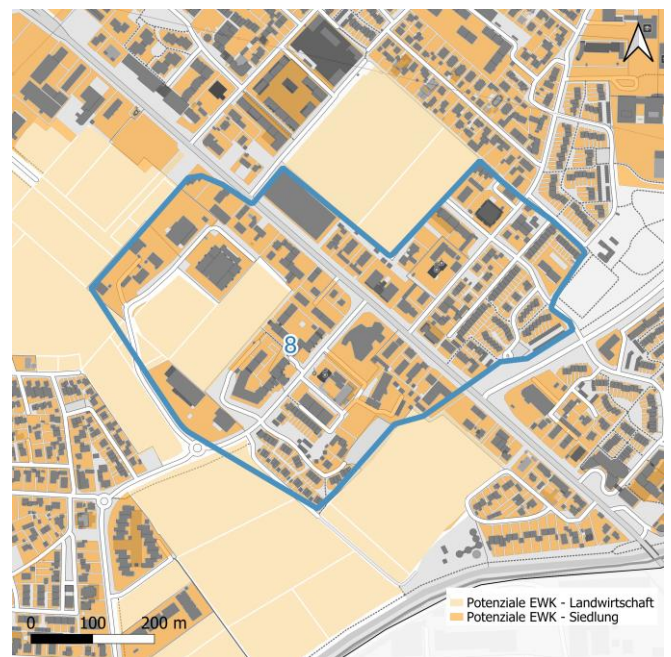 8
Potenziale EWK - Landwirtschaft
Potenziale EWK - Siedlung
0 100 200 m